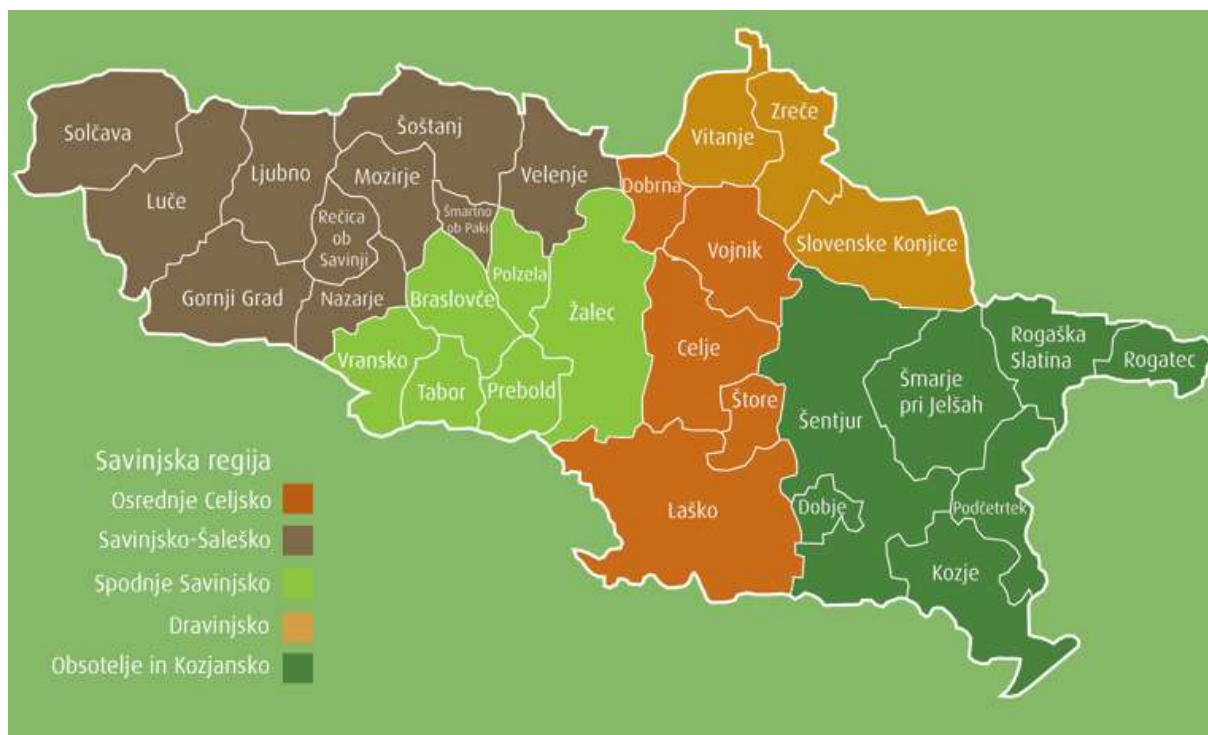 Solčava
Luče
Ljubno
Šoštanj
Mozirje
Velenje
Rečica
ob
Savinji
Šmartno
ob Paki
Gornji Grad
Nazarje
Braslovče
Polzela
Žalec
Vransko
Tabor
Prebold
Dobrna
Vojnik
Vitanje
Zreče
Slovenske Konjice
Celje
Štore
Laško
Šentjur
Šmarje
pri Jelšah
Rogaška
Slatina
Rogatec
Dobje
Podčetrtek
Kozje
Savinjska regija
Osrednje Celjsko
Savinjsko-Šaleško
Spodnje Savinjsko
Dravinjsko
Obsotelje in Kozjansko